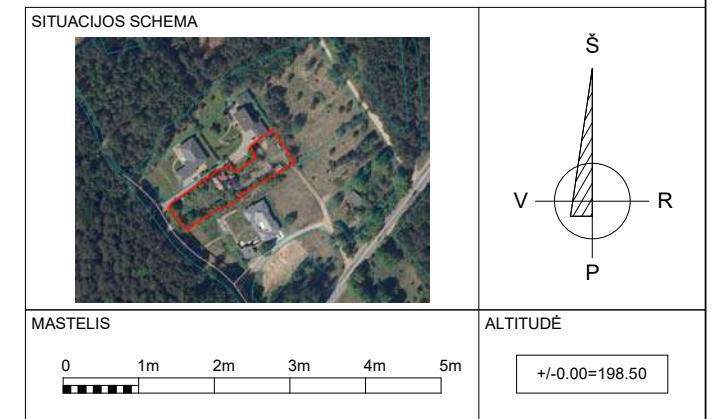 SITUACIJOS SCHEMA
Š
V
R
P
MASTELIS
0 1m 2m 3m 4m 5m
ALTITUDĖ
+/-0.00=198.50